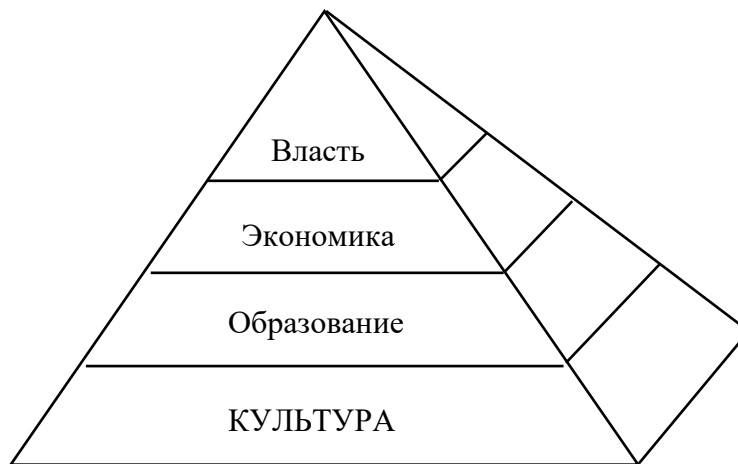 Власть
Экономика
Образование
КУЛЬТУРА